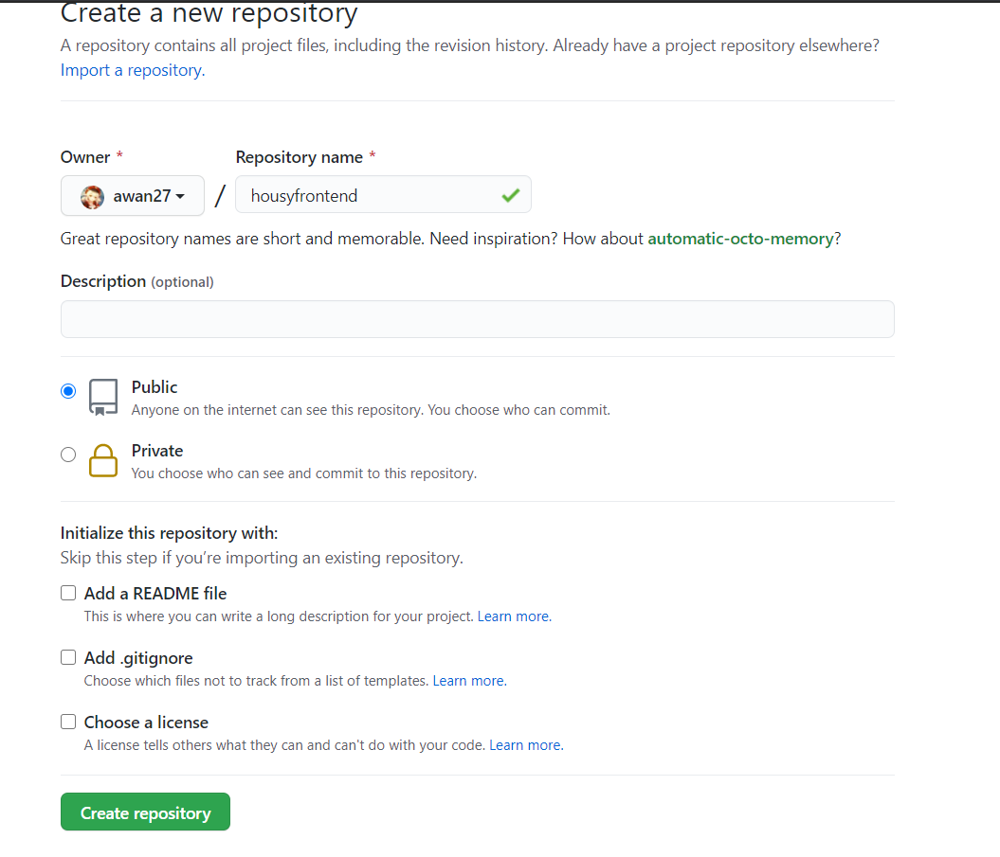 Create a new repository
A repository contains all project files, including the revision history. Already have a project repository elsewhere?
Import a repository.
Owner * Repository name *
awan27 / housyfrontend
Great repository names are short and memorable. Need inspiration? How about automatic-octo-memory?
Description (optional)
Public
Anyone on the internet can see this repository. You choose who can commit.
Private
You choose who can see and commit to this repository.
Initialize this repository with:
Skip this step if you’re importing an existing repository.
Add a README file
This is where you can write a long description for your project. Learn more.
Add .gitignore
Choose which files not to track from a list of templates. Learn more.
Choose a license
A license tells others what they can and can't do with your code. Learn more.
Create repository